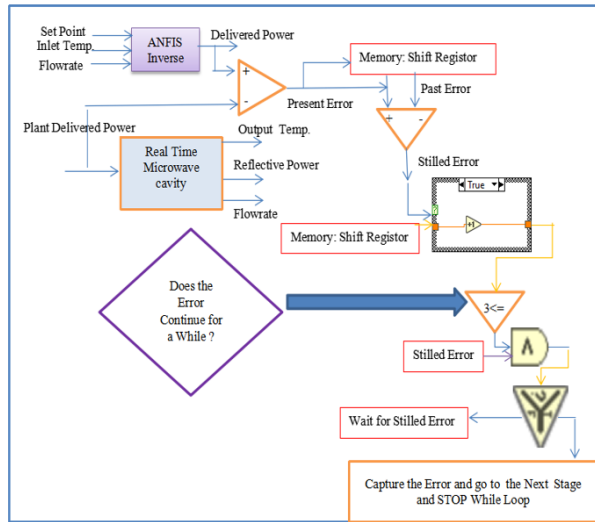 Set Point
Inlet Temp.
Flowrate
ANFIS
Inverse
Delivered Power
+
-
Memory: Shift Registor
Present Error
Past Error
+
-
Plant Delivered Power
Output Temp.
Real Time
Microwave
cavity
Reflective Power
Flowrate
Stilled Error
True
?
+1
Memory: Shift Registor
Does the
Error
Continue for
a While ?
3<=
Stilled Error
Λ
Wait for Stilled Error
Capture the Error and go to the Next Stage
and STOP While Loop